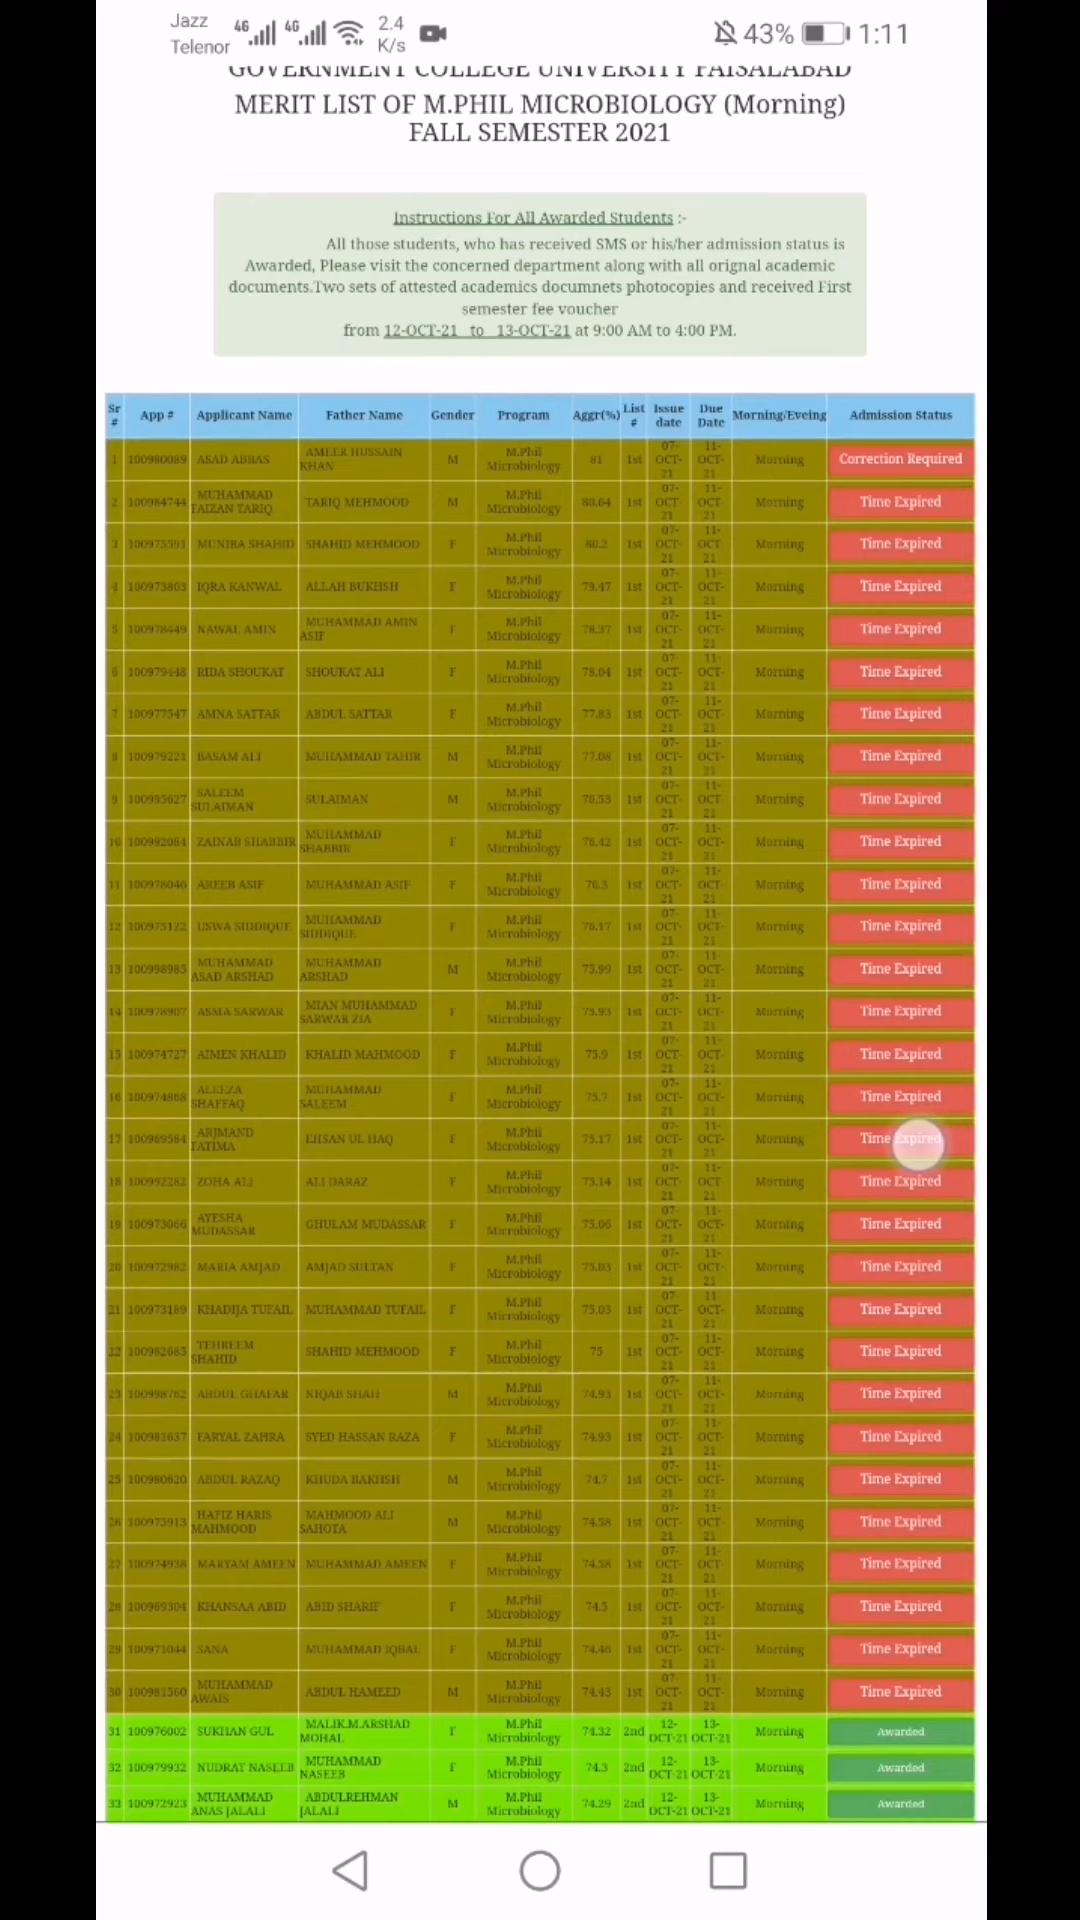 Jazz
Telenor 4G 4G 2.4 K/s 43% 1:11
GOVERNMENT COLLEGE UNIVERSITY FAISALABAD
MERIT LIST OF M.PHIL MICROBIOLOGY (Morning)
FALL SEMESTER 2021
Instructions For All Awarded Students :-
All those students, who has received SMS or his/her admission status is
Awarded, Please visit the concerned department along with all orignal academic
documents.Two sets of attested academics documnets photocopies and received First
semester fee voucher
from 12-OCT-21 to 13-OCT-21 at 9:00 AM to 4:00 PM.
Sr # App # Applicant Name Father Name Gender Program Aggr(%) List # Issue date Due Date Morning/Eveing Admission Status
1 100980089 ASAD ABBAS AMEER HUSSAIN KHAN M M.Phil Microbiology 81 1st 07-OCT-21 11-OCT-21 Morning Correction Required
2 100984744 MUHAMMAD FAIZAN TARIQ TARIQ MEHMOOD M M.Phil Microbiology 80.64 1st 07-OCT-21 11-OCT-21 Morning Time Expired
3 100975591 MUNIBA SHAHID SHAHID MEHMOOD F M.Phil Microbiology 80.2 1st 07-OCT-21 11-OCT-21 Morning Time Expired
4 100973803 IQRA KANWAL ALLAH BUKHSH F M.Phil Microbiology 79.47 1st 07-OCT-21 11-OCT-21 Morning Time Expired
5 100978449 NAWAL AMIN MUHAMMAD AMIN ASIF F M.Phil Microbiology 78.37 1st 07-OCT-21 11-OCT-21 Morning Time Expired
6 100979448 RIDA SHOUKAT SHOUKAT ALI F M.Phil Microbiology 78.04 1st 07-OCT-21 11-OCT-21 Morning Time Expired
7 100977547 AMNA SATTAR ABDUL SATTAR F M.Phil Microbiology 77.83 1st 07-OCT-21 11-OCT-21 Morning Time Expired
8 100979221 BASAM ALI MUHAMMAD TAHIR M M.Phil Microbiology 77.08 1st 07-OCT-21 11-OCT-21 Morning Time Expired
9 100995027 SALEEM SULAIMAN SULAIMAN M M.Phil Microbiology 76.53 1st 07-OCT-21 11-OCT-21 Morning Time Expired
10 100992084 ZAINAB SHABBIR MUHAMMAD SHABBIR F M.Phil Microbiology 76.42 1st 07-OCT-21 11-OCT-21 Morning Time Expired
11 100978046 AREEB ASIF MUHAMMAD ASIF F M.Phil Microbiology 76.3 1st 07-OCT-21 11-OCT-21 Morning Time Expired
12 100975122 USWA SIDDIQUE MUHAMMAD SIDDIQUE F M.Phil Microbiology 76.17 1st 07-OCT-21 11-OCT-21 Morning Time Expired
13 100998985 MUHAMMAD ASAD ARSHAD MUHAMMAD ARSHAD M M.Phil Microbiology 75.99 1st 07-OCT-21 11-OCT-21 Morning Time Expired
14 100978907 ASMA SARWAR MIAN MUHAMMAD SARWAR ZIA F M.Phil Microbiology 75.93 1st 07-OCT-21 11-OCT-21 Morning Time Expired
15 100974727 AIMEN KHALID KHALID MAHMOOD F M.Phil Microbiology 75.9 1st 07-OCT-21 11-OCT-21 Morning Time Expired
16 100974868 ALEEZA SHAFFAQ MUHAMMAD SALEEM F M.Phil Microbiology 75.7 1st 07-OCT-21 11-OCT-21 Morning Time Expired
17 100969584 ARJMAND FATIMA EHSAN UL HAQ F M.Phil Microbiology 75.17 1st 07-OCT-21 11-OCT-21 Morning Time Expired
18 100992282 ZOHA ALI ALI DARAZ F M.Phil Microbiology 75.14 1st 07-OCT-21 11-OCT-21 Morning Time Expired
19 100973066 AYESHA MUDASSAR GHULAM MUDASSAR F M.Phil Microbiology 75.06 1st 07-OCT-21 11-OCT-21 Morning Time Expired
20 100972982 MARIA AMJAD AMJAD SULTAN F M.Phil Microbiology 75.03 1st 07-OCT-21 11-OCT-21 Morning Time Expired
21 100973189 KHADIJA TUFAIL MUHAMMAD TUFAIL F M.Phil Microbiology 75.03 1st 07-OCT-21 11-OCT-21 Morning Time Expired
22 100982685 TEHREEM SHAHID SHAHID MEHMOOD F M.Phil Microbiology 75 1st 07-OCT-21 11-OCT-21 Morning Time Expired
23 100998762 ABDUL GHAFAR NIQAB SHAH M M.Phil Microbiology 74.93 1st 07-OCT-21 11-OCT-21 Morning Time Expired
24 100981637 FARYAL ZAHRA SYED HASSAN RAZA F M.Phil Microbiology 74.93 1st 07-OCT-21 11-OCT-21 Morning Time Expired
25 100980620 ABDUL RAZAQ KHUDA BAKHSH M M.Phil Microbiology 74.7 1st 07-OCT-21 11-OCT-21 Morning Time Expired
26 100975913 HAFIZ HARIS MAHMOOD MAHMOOD ALI SAHOTA M M.Phil Microbiology 74.58 1st 07-OCT-21 11-OCT-21 Morning Time Expired
27 100974938 MARYAM AMEEN MUHAMMAD AMEEN F M.Phil Microbiology 74.58 1st 07-OCT-21 11-OCT-21 Morning Time Expired
28 100969304 KHANSAA ABID ABID SHARIF F M.Phil Microbiology 74.5 1st 07-OCT-21 11-OCT-21 Morning Time Expired
29 100971044 SANA MUHAMMAD IQBAL F M.Phil Microbiology 74.46 1st 07-OCT-21 11-OCT-21 Morning Time Expired
30 100981560 MUHAMMAD AWAIS ABDUL HAMEED M M.Phil Microbiology 74.43 1st 07-OCT-21 11-OCT-21 Morning Time Expired
31 100976002 SUKHAN GUL MALIK.M.ARSHAD MOHAL F M.Phil Microbiology 74.32 2nd 12-OCT-21 13-OCT-21 Morning Awarded
32 100979932 NUDRAT NASEEB MUHAMMAD NASEEB F M.Phil Microbiology 74.3 2nd 12-OCT-21 13-OCT-21 Morning Awarded
33 100972923 MUHAMMAD ANAS JALALI ABDULREHMAN JALALI M M.Phil Microbiology 74.29 2nd 12-OCT-21 13-OCT-21 Morning Awarded